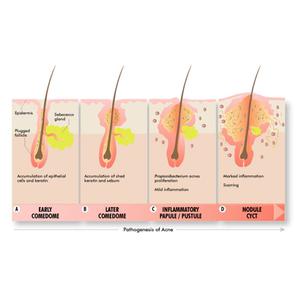 Epidermis
Sebaceous
gland
Plugged
follicle
Accumulation of epithelial
cells and keratin
Accumulation of shed
keratin and sebum
Propionibacterium acnes
proliferation
Mild inflammation
Marked inflammation
Scarring
A EARLY
COMEDOME
B LATER
COMEDOME
C INFLAMMATORY
PAPULE / PUSTULE
D NODULE
CYCT
Pathogenesis of Acne